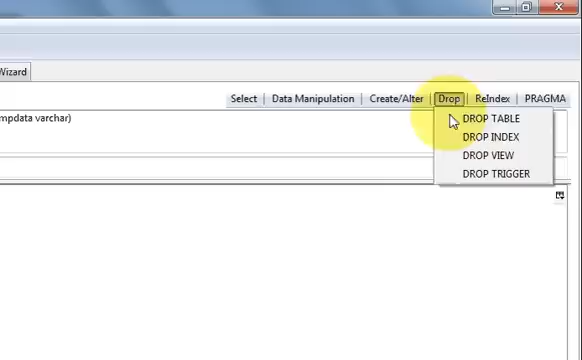 Wizard
Select | Data Manipulation | Create/Alter | Drop | ReIndex | PRAGMA
mpdata varchar)
DROP TABLE
DROP INDEX
DROP VIEW
DROP TRIGGER